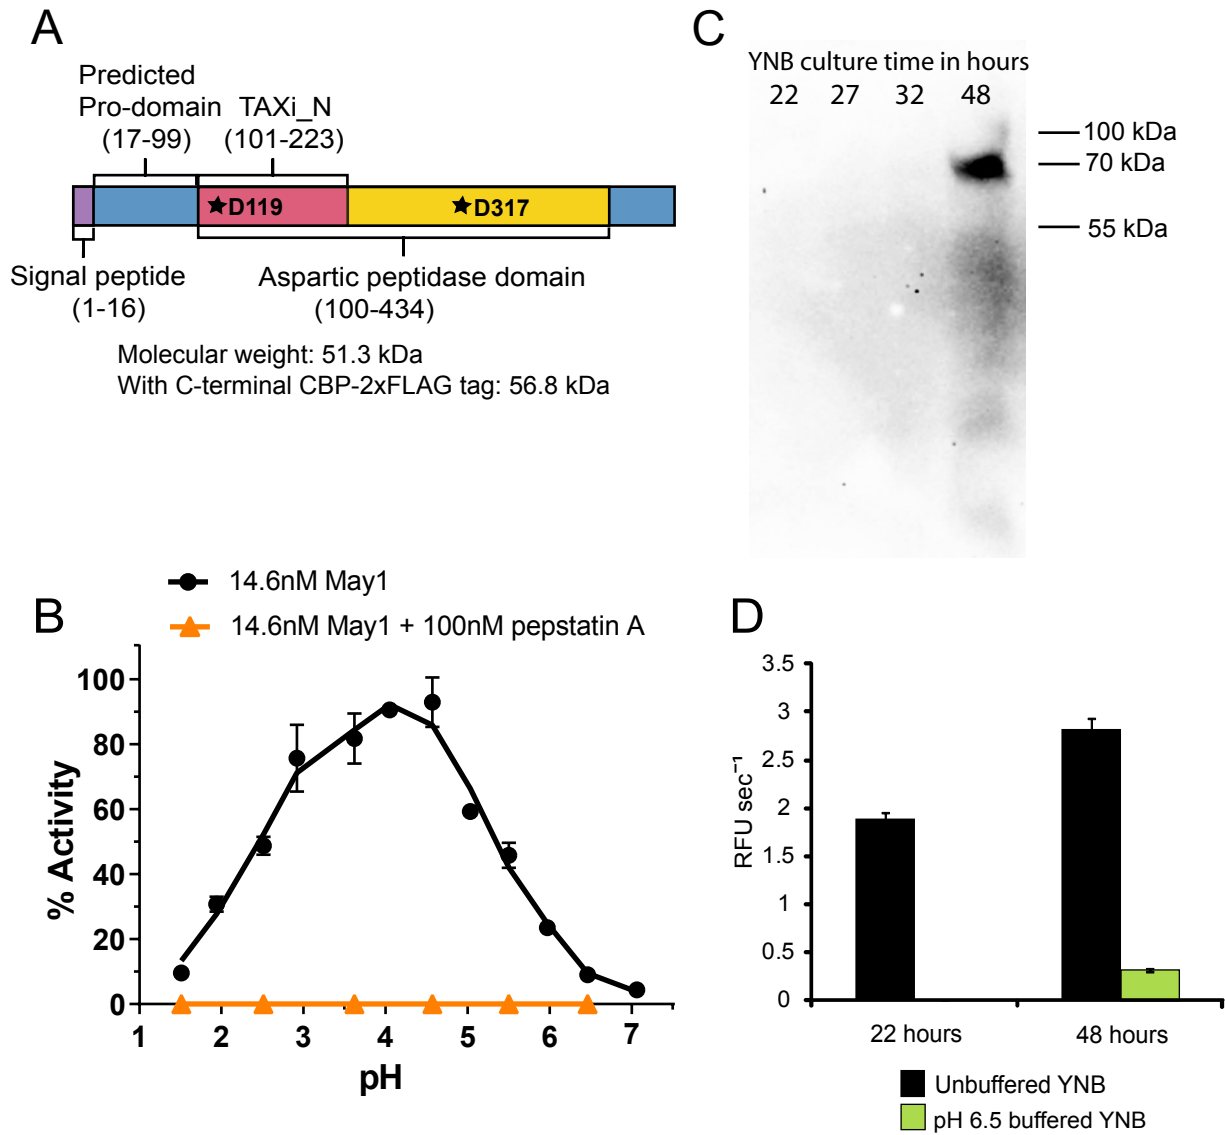 A
Predicted
Pro-domain TAXi_N
(17-99) (101-223)
★D119 ★D317
Signal peptide Aspartic peptidase domain
(1-16) (100-434)
Molecular weight: 51.3 kDa
With C-terminal CBP-2xFLAG tag: 56.8 kDa
C
YNB culture time in hours
22 27 32 48
100 kDa
70 kDa
55 kDa
B
14.6nM May1
14.6nM May1 + 100nM pepstatin A
% Activity
100
80
60
40
20
0
1 2 3 4 5 6 7
pH
D
RFU sec⁻¹
3.5
3
2.5
2
1.5
1
0.5
0
22 hours 48 hours
Unbuffered YNB
pH 6.5 buffered YNB